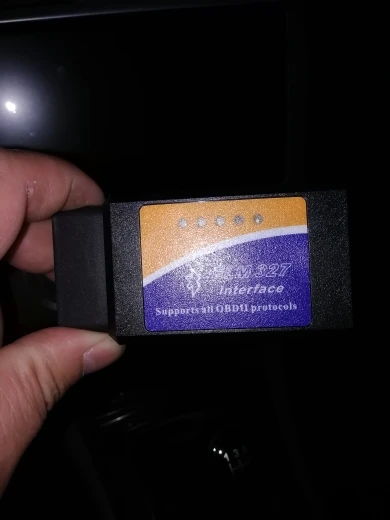 ELM 327
Interface
Supports all OBDII protocols